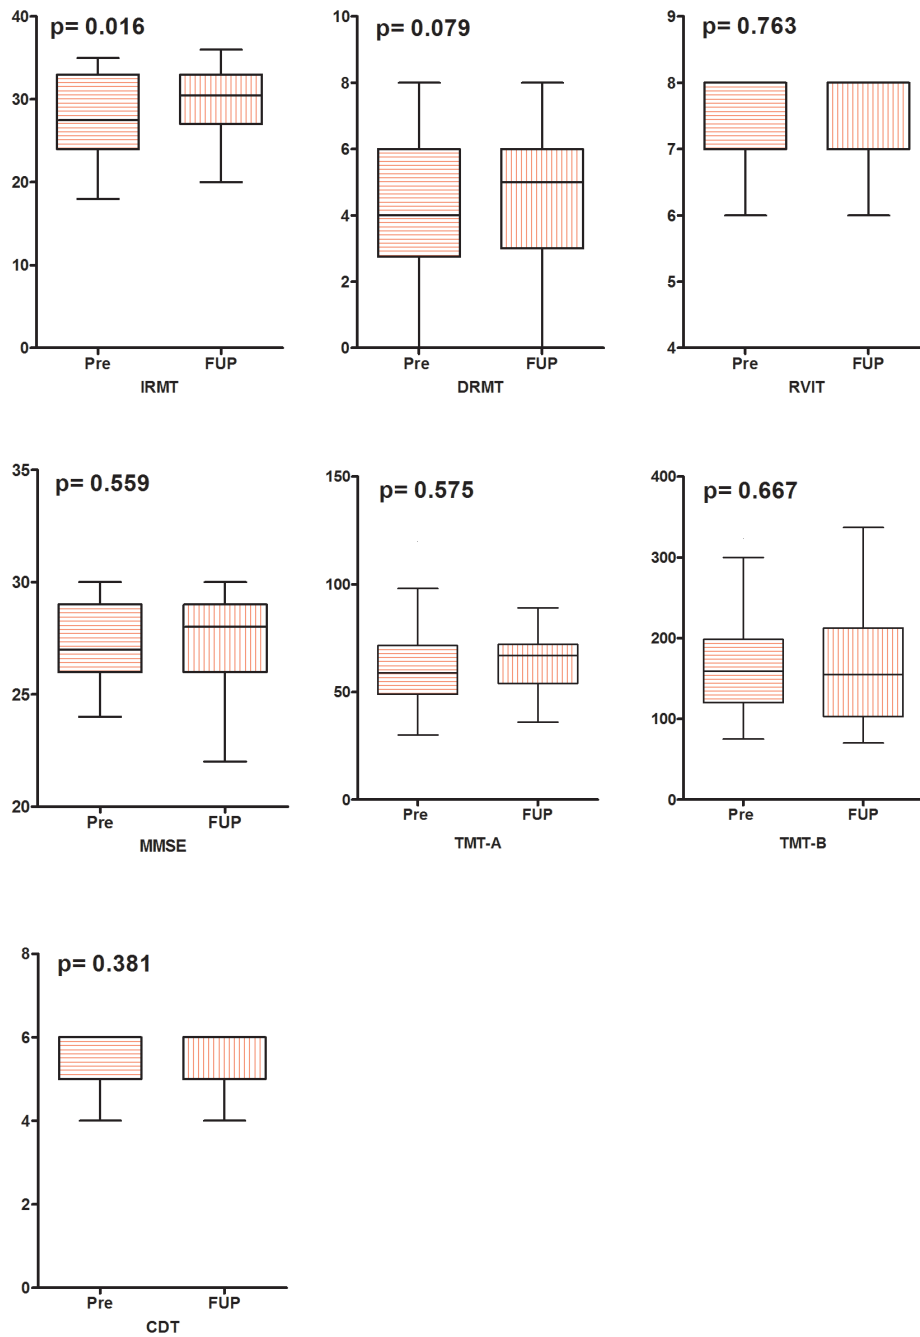 p= 0.016
40
30
20
10
0
Pre FUP
IRMT
p= 0.079
10
8
6
4
2
0
Pre FUP
DRMT
p= 0.763
9
8
7
6
5
4
Pre FUP
RVIT
p= 0.559
35
30
25
20
Pre FUP
MMSE
p= 0.575
150
100
50
0
Pre FUP
TMT-A
p= 0.667
400
300
200
100
0
Pre FUP
TMT-B
p= 0.381
8
6
4
2
0
Pre FUP
CDT